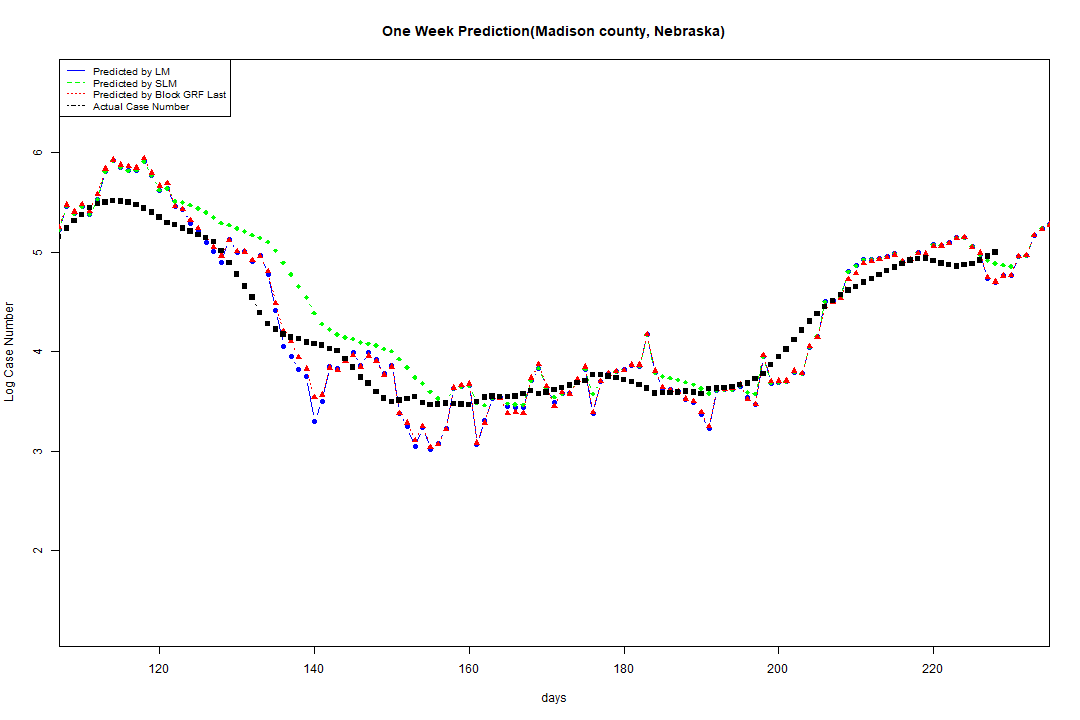 One Week Prediction(Madison county, Nebraska)
Predicted by LM
Predicted by SLM
Predicted by Block GRF Last
Actual Case Number
Log Case Number
6
5
4
3
2
120 140 160 180 200 220
days